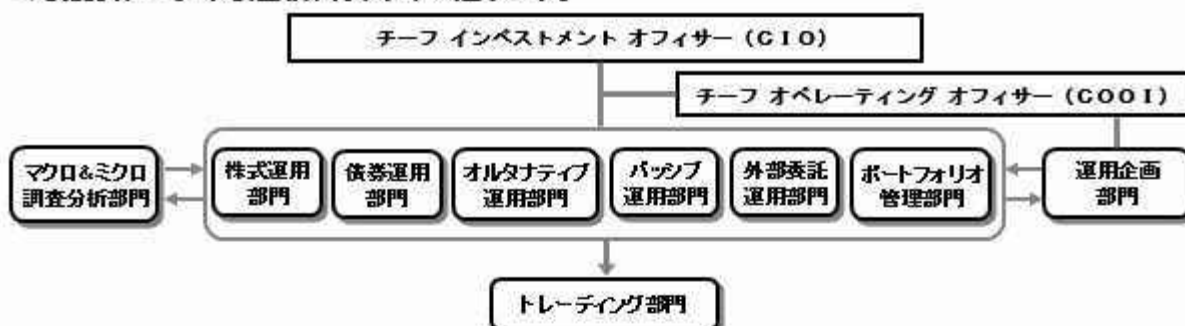 チーフ インベストメント オフィサー（CIO）
チーフ オペレーティング オフィサー（COOI）
マクロ&ミクロ
調査分析部門
株式運用
部門
債券運用
部門
オルタナティブ
運用部門
パッシブ
運用部門
外部委託
運用部門
ポートフォリオ
管理部門
運用企画
部門
トレーディング部門